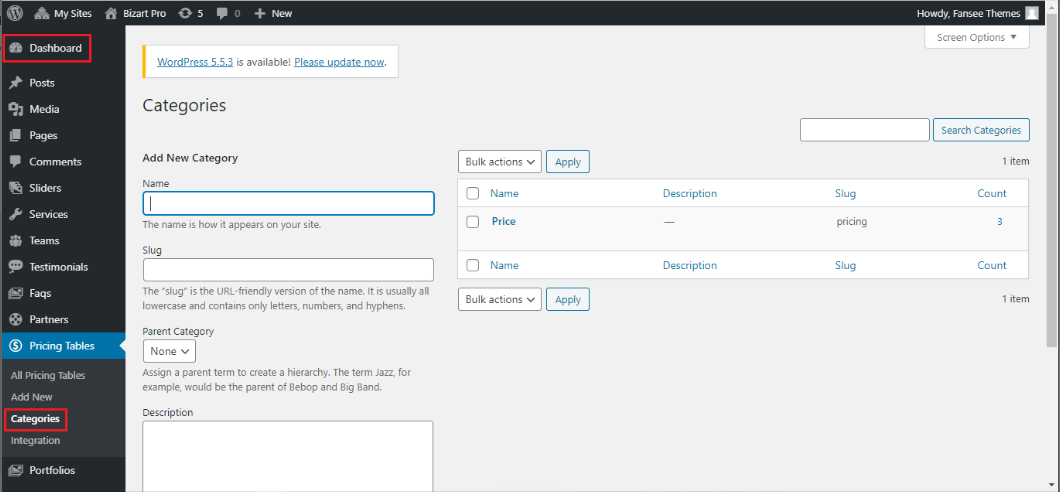 My Sites Bizart Pro 5 0 New Howdy, Fansee Themes
Screen Options
Dashboard
Posts
Media
Pages
Comments
Sliders
Services
Teams
Testimonials
Faqs
Partners
Pricing Tables
All Pricing Tables
Add New
Categories
Integration
Portfolios
WordPress 5.5.3 is available! Please update now.
Categories
Search Categories
Add New Category
Name
The name is how it appears on your site.
Slug
The “slug” is the URL-friendly version of the name. It is usually all
lowercase and contains only letters, numbers, and hyphens.
Parent Category
None
Assign a parent term to create a hierarchy. The term Jazz, for
example, would be the parent of Bebop and Big Band.
Description
Bulk actions Apply 1 item
Name Description Slug Count
Price — pricing 3
Name Description Slug Count
Bulk actions Apply 1 item